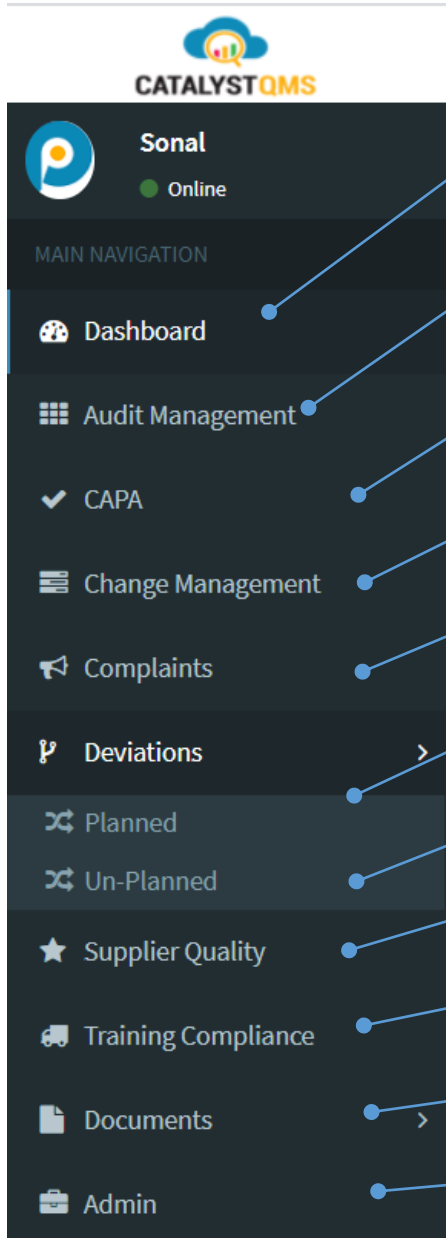 CATALYSTQMS
Sonal
Online
MAIN NAVIGATION
Dashboard
Audit Management
CAPA
Change Management
Complaints
Deviations
Planned
Un-Planned
Supplier Quality
Training Compliance
Documents
Admin